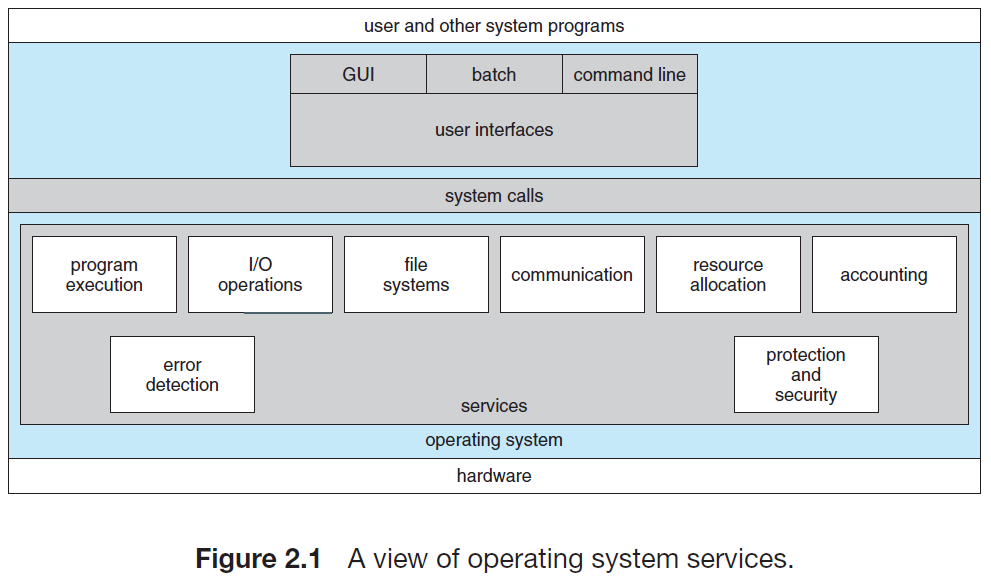 user and other system programs
GUI
batch
command line
user interfaces
system calls
program
execution
I/O
operations
file
systems
communication
resource
allocation
accounting
error
detection
protection
and
security
services
operating system
hardware
Figure 2.1 A view of operating system services.